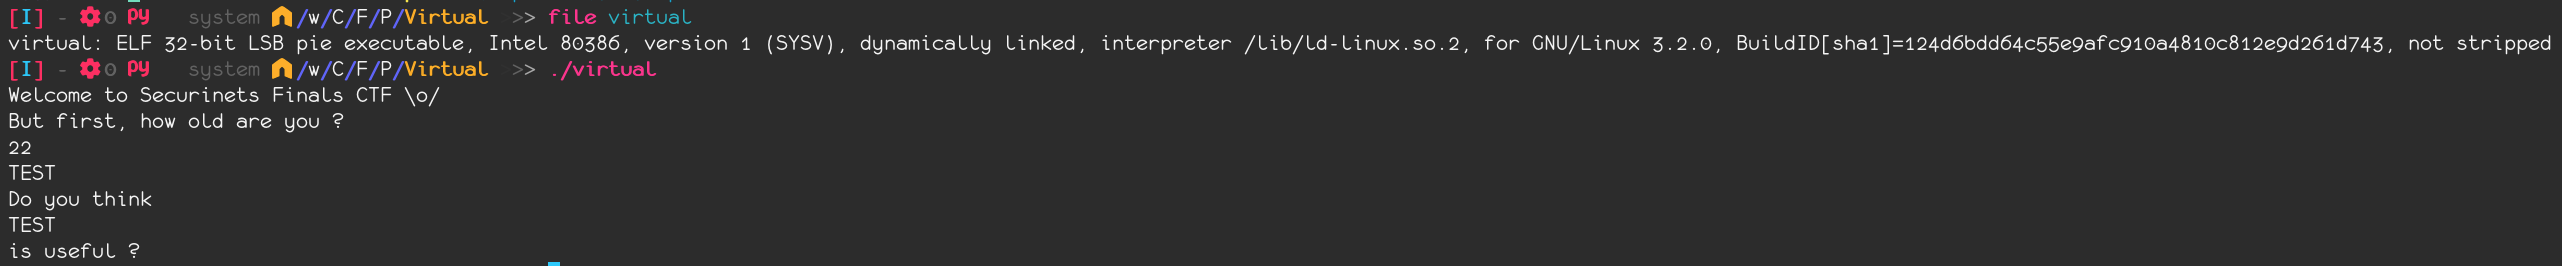 [I] - 0 py system /w/C/F/P/Virtual >> file virtual
virtual: ELF 32-bit LSB pie executable, Intel 80386, version 1 (SYSV), dynamically linked, interpreter /lib/ld-linux.so.2, for GNU/Linux 3.2.0, BuildID[sha1]=124d6bdd64c55e9afc910a4810c812e9d261d743, not stripped
[I] - 0 py system /w/C/F/P/Virtual >> ./virtual
Welcome to Securinets Finals CTF \o/
But first, how old are you ?
22
TEST
Do you think
TEST
is useful ?